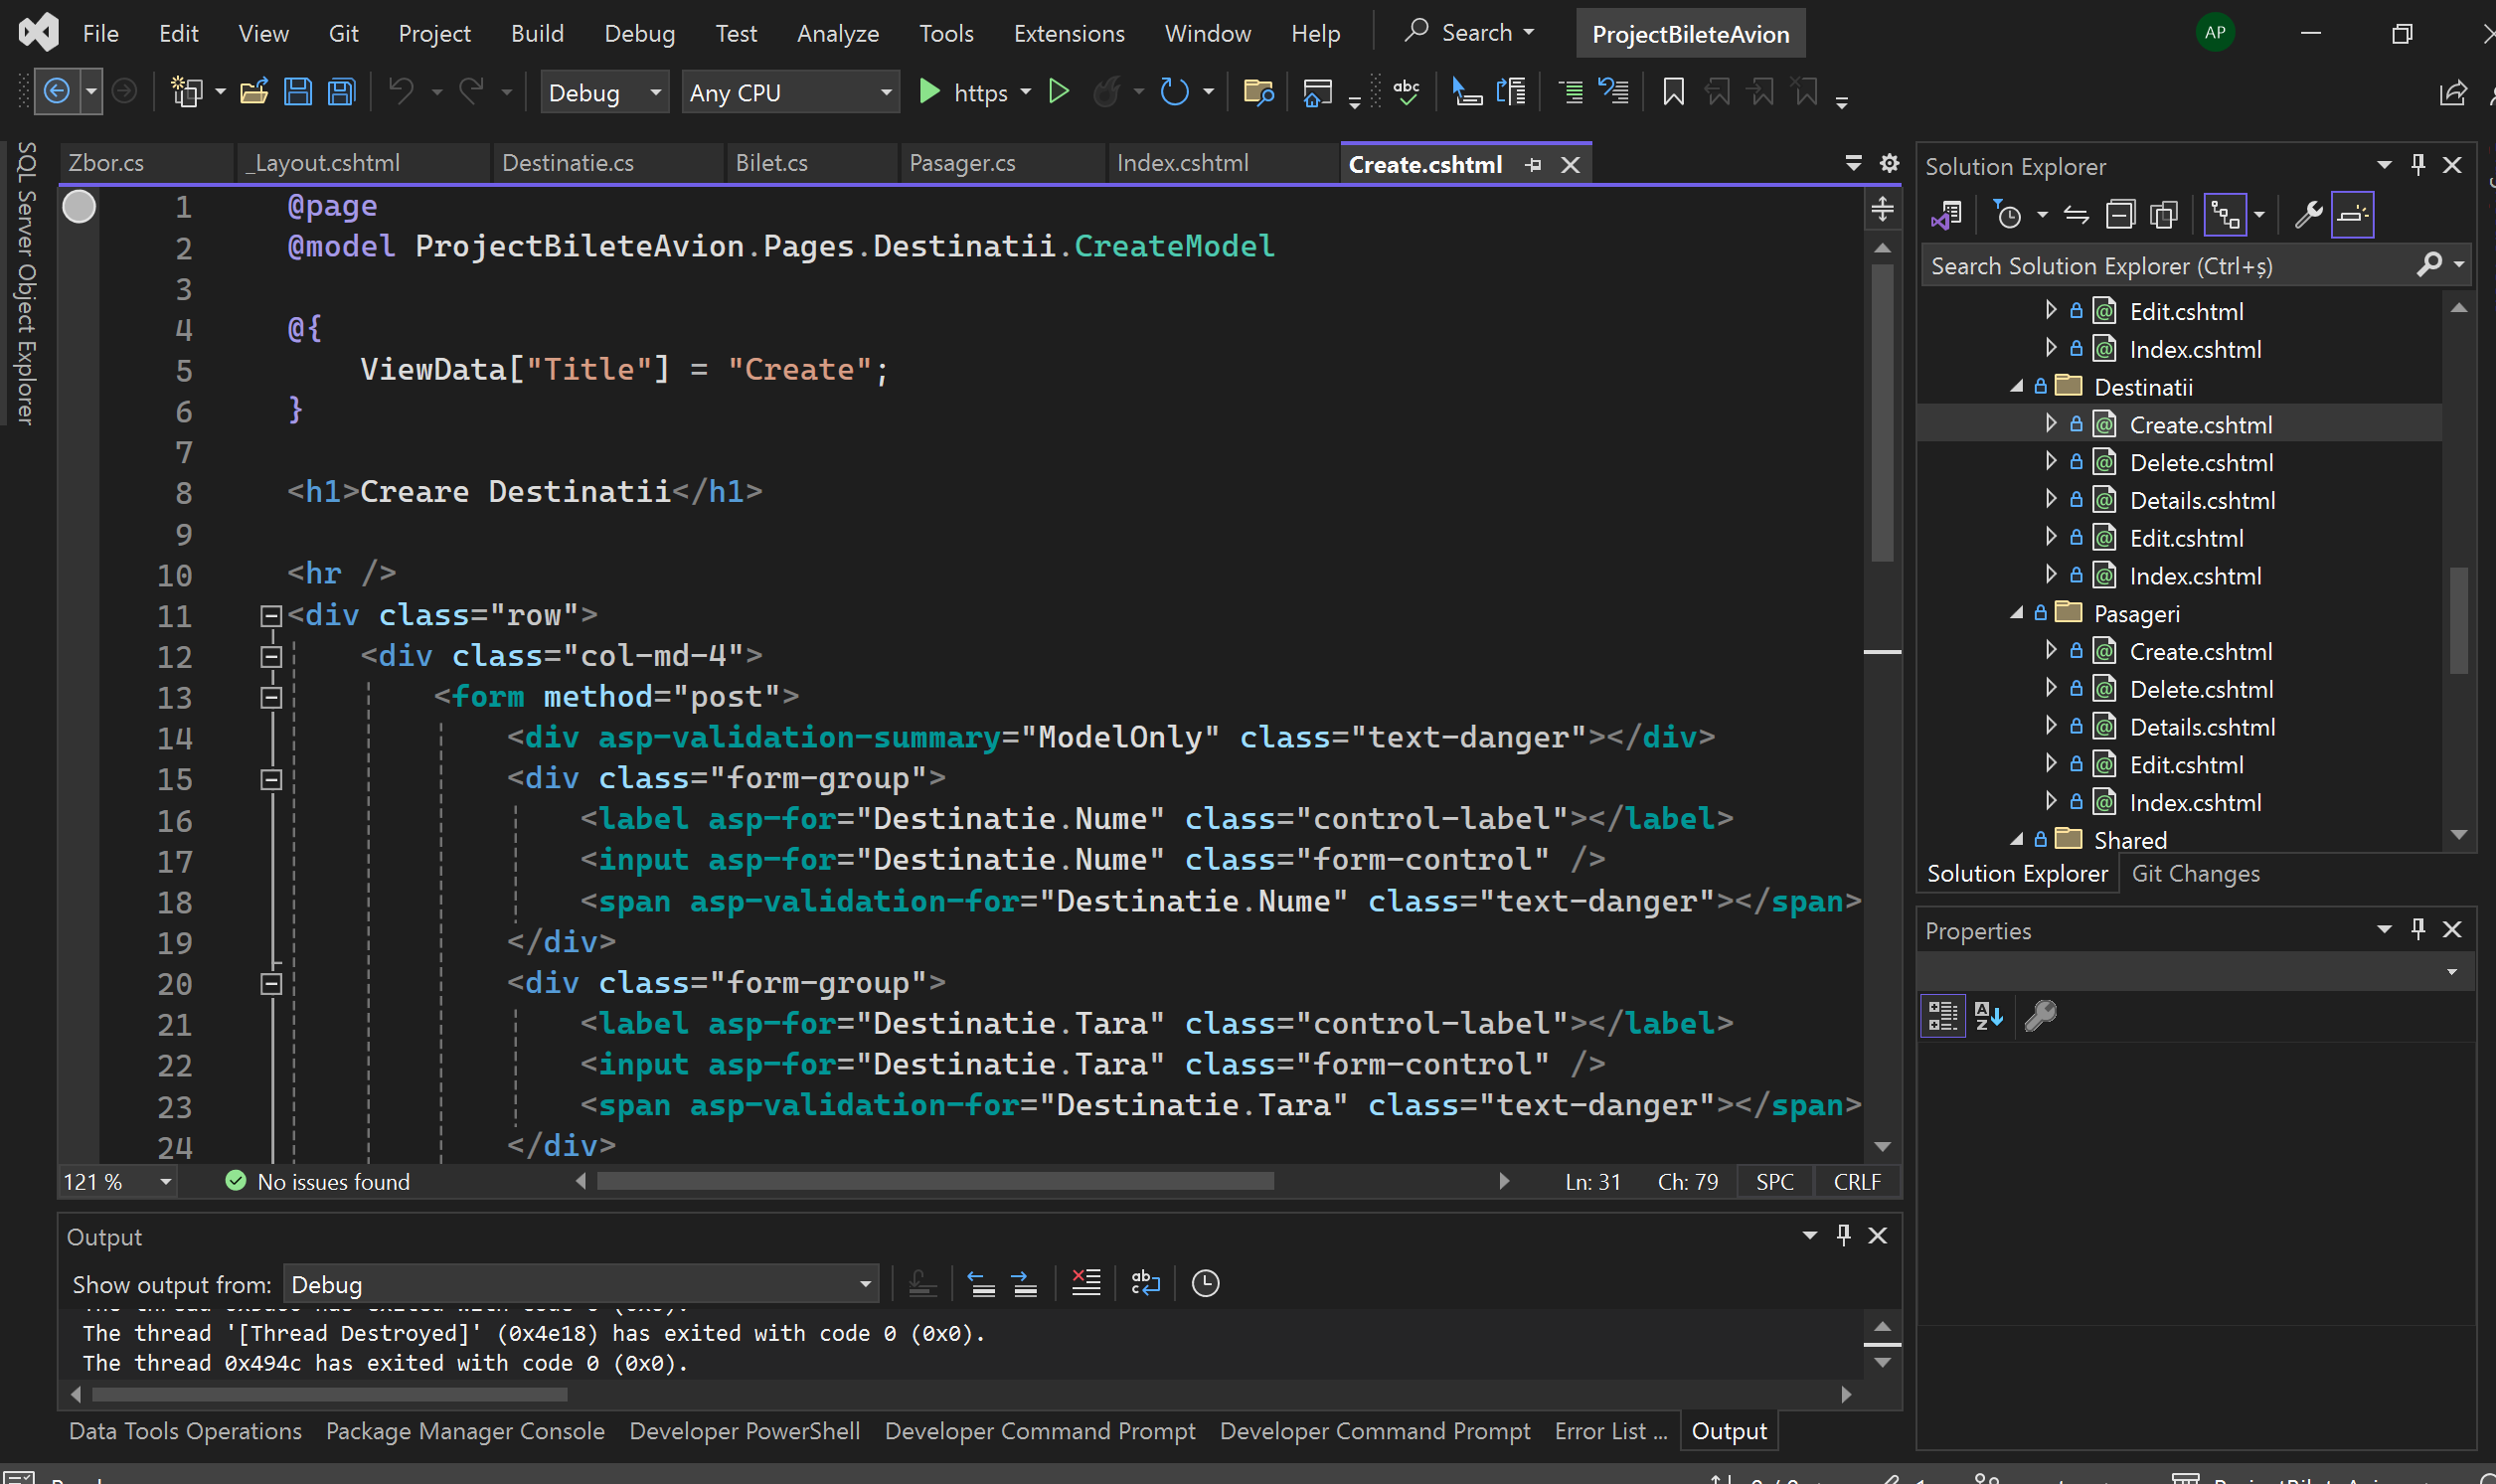 File Edit View Git Project Build Debug Test Analyze Tools Extensions Window Help Search ProjectBileteAvion AP
Debug Any CPU https
SQL Server Object Explorer
Zbor.cs _Layout.cshtml Destinatie.cs Bilet.cs Pasager.cs Index.cshtml Create.cshtml
1 @page
2 @model ProjectBileteAvion.Pages.Destinatii.CreateModel
3
4 @{
5 ViewData["Title"] = "Create";
6 }
7
8 <h1>Creare Destinatii</h1>
9
10 <hr />
11 <div class="row">
12 <div class="col-md-4">
13 <form method="post">
14 <div asp-validation-summary="ModelOnly" class="text-danger"></div>
15 <div class="form-group">
16 <label asp-for="Destinatie.Nume" class="control-label"></label>
17 <input asp-for="Destinatie.Nume" class="form-control" />
18 <span asp-validation-for="Destinatie.Nume" class="text-danger"></span>
19 </div>
20 <div class="form-group">
21 <label asp-for="Destinatie.Tara" class="control-label"></label>
22 <input asp-for="Destinatie.Tara" class="form-control" />
23 <span asp-validation-for="Destinatie.Tara" class="text-danger"></span>
24 </div>
121 % No issues found Ln: 31 Ch: 79 SPC CRLF
Output
Show output from: Debug
The thread '[Thread Destroyed]' (0x4e18) has exited with code 0 (0x0).
The thread 0x494c has exited with code 0 (0x0).
Data Tools Operations Package Manager Console Developer PowerShell Developer Command Prompt Developer Command Prompt Error List ... Output
Solution Explorer
Search Solution Explorer (Ctrl+ș)
Edit.cshtml
Index.cshtml
Destinatii
Create.cshtml
Delete.cshtml
Details.cshtml
Edit.cshtml
Index.cshtml
Pasageri
Create.cshtml
Delete.cshtml
Details.cshtml
Edit.cshtml
Index.cshtml
Shared
Solution Explorer Git Changes
Properties